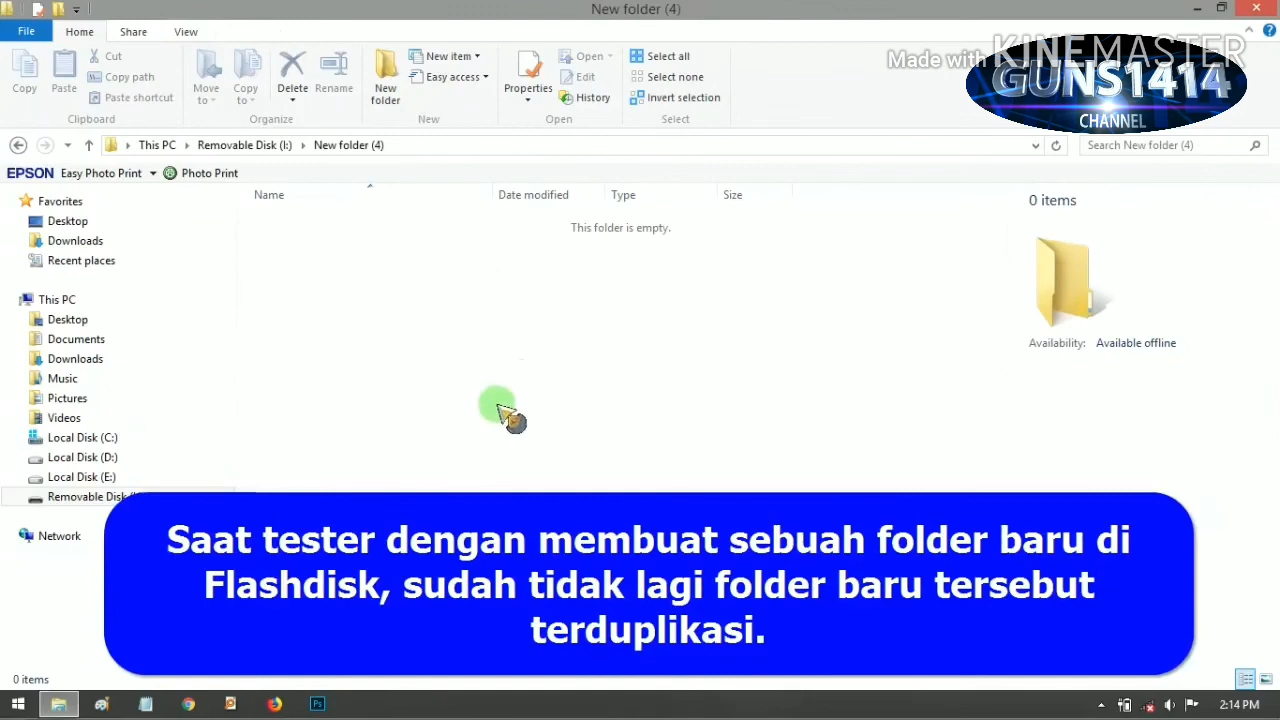 New folder (4)
File Home Share View
Made with KINEMASTER
GUNS1414
CHANNEL
Copy
Paste
Cut
Copy path
Paste shortcut
Clipboard
Move to
Copy to
Delete
Rename
Organize
New folder
New item
Easy access
New
Properties
Open
Edit
History
Open
Select all
Select none
Invert selection
Select
This PC Removable Disk (I:) New folder (4)
Search New folder (4)
EPSON Easy Photo Print Photo Print
Name Date modified Type Size
This folder is empty.
0 items
Availability: Available offline
Favorites
Desktop
Downloads
Recent places
This PC
Desktop
Documents
Downloads
Music
Pictures
Videos
Local Disk (C:)
Local Disk (D:)
Local Disk (E:)
Removable Disk
Network
Saat tester dengan membuat sebuah folder baru di
Flashdisk, sudah tidak lagi folder baru tersebut
terduplikasi.
0 items
Ps
2:14 PM